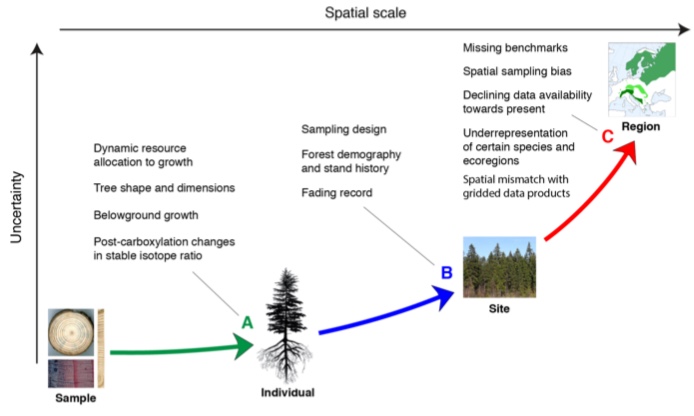 Spatial scale
Uncertainty
Missing benchmarks
Spatial sampling bias
Declining data availability
towards present
Underrepresentation
of certain species and
ecoregions
Spatial mismatch with
gridded data products
C
Region
Sampling design
Forest demography
and stand history
Fading record
B
Site
Dynamic resource
allocation to growth
Tree shape and dimensions
Belowground growth
Post-carboxylation changes
in stable isotope ratio
A
Individual
Sample